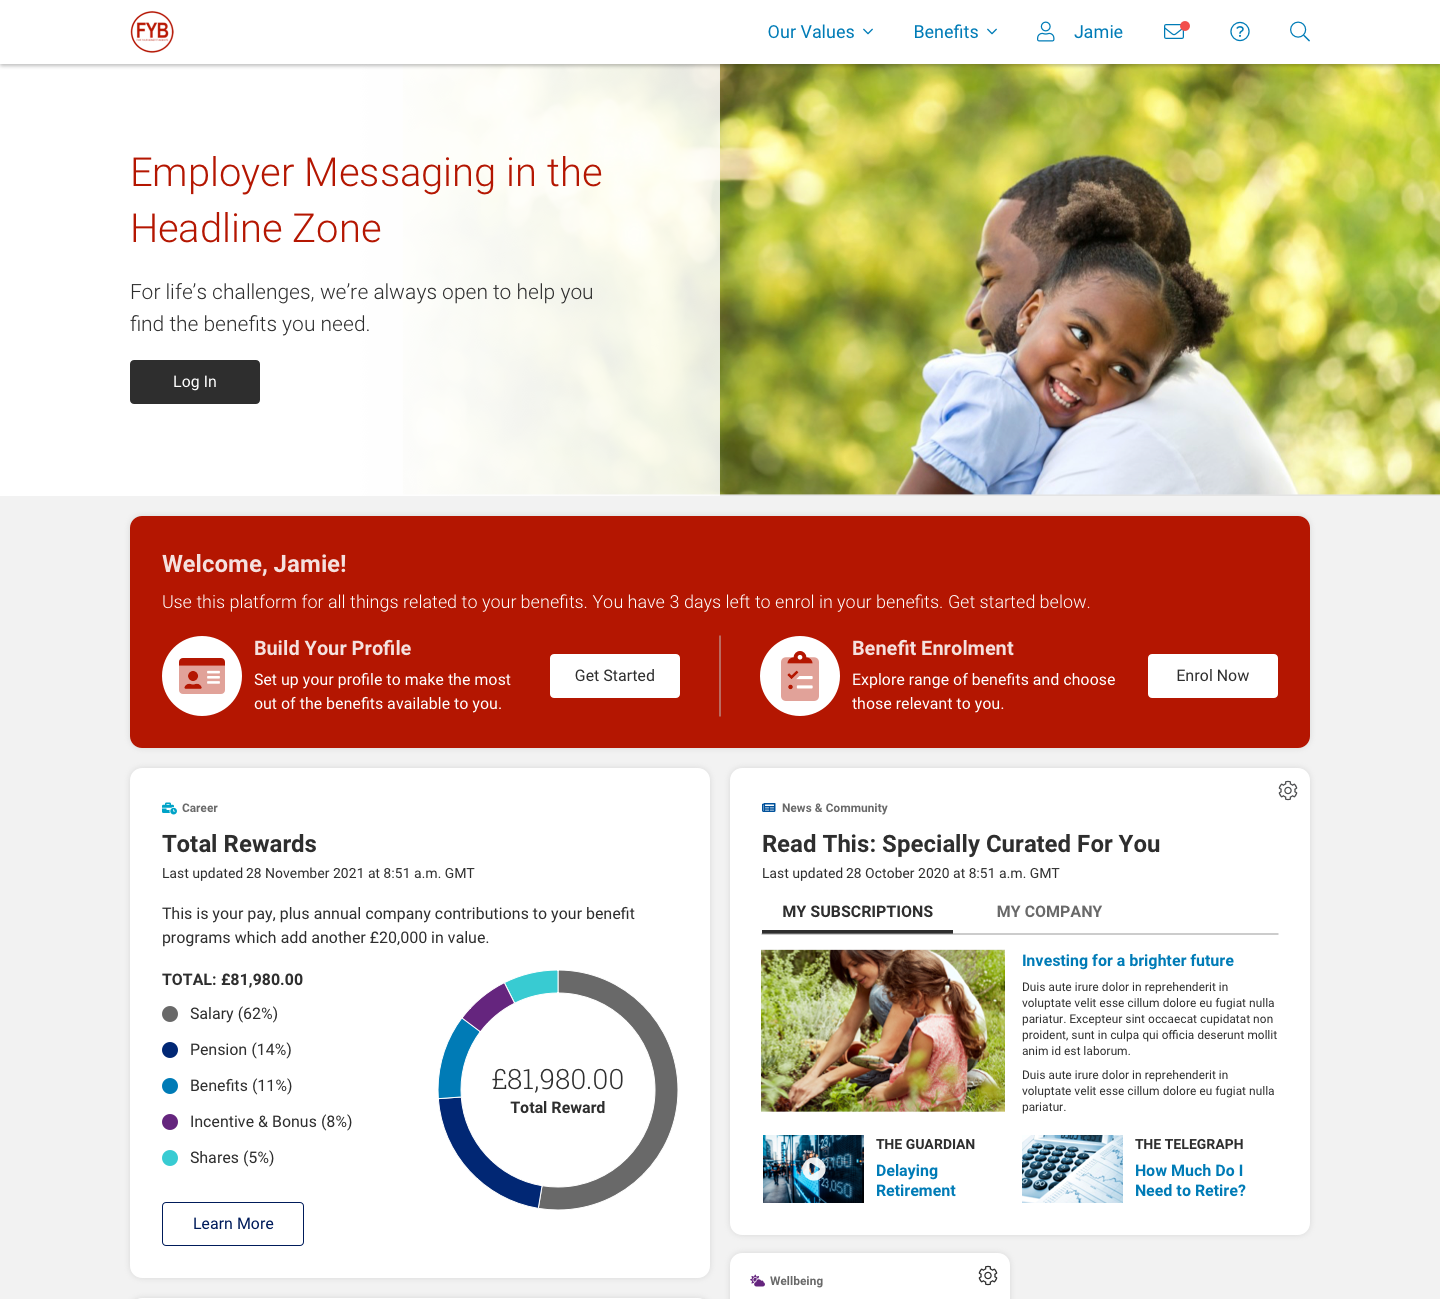 FYB
Our Values
Benefits
Jamie
Employer Messaging in the
Headline Zone
For life’s challenges, we’re always open to help you
find the benefits you need.
Log In
Welcome, Jamie!
Use this platform for all things related to your benefits. You have 3 days left to enrol in your benefits. Get started below.
Build Your Profile
Set up your profile to make the most
out of the benefits available to you.
Get Started
Benefit Enrolment
Explore range of benefits and choose
those relevant to you.
Enrol Now
Career
Total Rewards
Last updated 28 November 2021 at 8:51 a.m. GMT
This is your pay, plus annual company contributions to your benefit
programs which add another £20,000 in value.
TOTAL: £81,980.00
Salary (62%)
Pension (14%)
Benefits (11%)
Incentive & Bonus (8%)
Shares (5%)
£81,980.00
Total Reward
Learn More
News & Community
Read This: Specially Curated For You
Last updated 28 October 2020 at 8:51 a.m. GMT
MY SUBSCRIPTIONS
MY COMPANY
Investing for a brighter future
Duis aute irure dolor in reprehenderit in
voluptate velit esse cillum dolore eu fugiat nulla
pariatur. Excepteur sint occaecat cupidatat non
proident, sunt in culpa qui officia deserunt mollit
anim id est laborum.
Duis aute irure dolor in reprehenderit in
voluptate velit esse cillum dolore eu fugiat nulla
pariatur.
23,050
THE GUARDIAN
Delaying
Retirement
THE TELEGRAPH
How Much Do I
Need to Retire?
Wellbeing